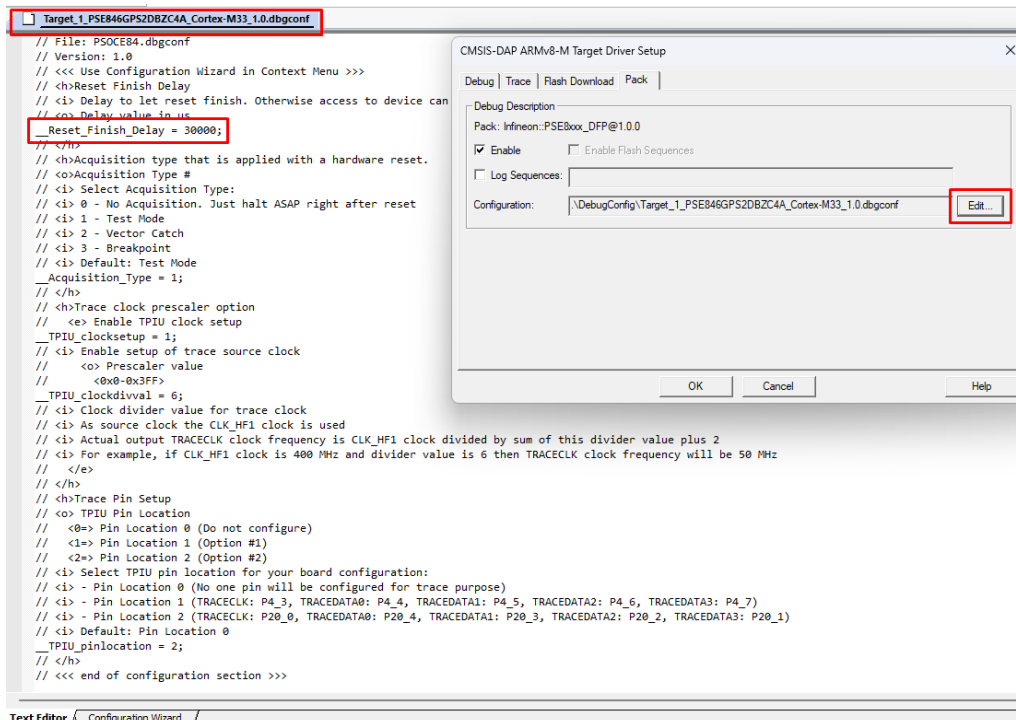 Target_1_PSE846GPS2DBZC4A_Cortex-M33_1.0.dbgconf
// File: PSOCE84.dbgconf
// Version: 1.0
// <<< Use Configuration Wizard in Context Menu >>>
// <h>Reset Finish Delay
// <i> Delay to let reset finish. Otherwise access to device can
// <o> Delay value in us
__Reset_Finish_Delay = 30000;
// </h>
// <h>Acquisition type that is applied with a hardware reset.
// <o>Acquisition Type #
// <i> Select Acquisition Type:
// <i> 0 - No Acquisition. Just halt ASAP right after reset
// <i> 1 - Test Mode
// <i> 2 - Vector Catch
// <i> 3 - Breakpoint
// <i> Default: Test Mode
__Acquisition_Type = 1;
// </h>
// <h>Trace clock prescaler option
//   <e> Enable TPIU clock setup
__TPIU_clocksetup = 1;
// <i> Enable setup of trace source clock
//     <o> Prescaler value
//       <0x0-0x3FF>
__TPIU_clockdivval = 6;
// <i> Clock divider value for trace clock
// <i> As source clock the CLK_HF1 clock is used
// <i> Actual output TRACECLK clock frequency is CLK_HF1 clock divided by sum of this divider value plus 2
// <i> For example, if CLK_HF1 clock is 400 MHz and divider value is 6 then TRACECLK clock frequency will be 50 MHz
//   </e>
// </h>
// <h>Trace Pin Setup
// <o> TPIU Pin Location
//   <0=> Pin Location 0 (Do not configure)
//   <1=> Pin Location 1 (Option #1)
//   <2=> Pin Location 2 (Option #2)
// <i> Select TPIU pin location for your board configuration:
// <i> - Pin Location 0 (No one pin will be configured for trace purpose)
// <i> - Pin Location 1 (TRACECLK: P4_3, TRACEDATA0: P4_4, TRACEDATA1: P4_5, TRACEDATA2: P4_6, TRACEDATA3: P4_7)
// <i> - Pin Location 2 (TRACECLK: P20_0, TRACEDATA0: P20_4, TRACEDATA1: P20_3, TRACEDATA2: P20_2, TRACEDATA3: P20_1)
// <i> Default: Pin Location 0
__TPIU_pinlocation = 2;
// </h>
// <<< end of configuration section >>>
Text Editor
Configuration Wizard
CMSIS-DAP ARMv8-M Target Driver Setup
Debug
Trace
Flash Download
Pack
Debug Description
Pack: Infineon::PSE8xxx_DFP@1.0.0
Enable
Enable Flash Sequences
Log Sequences:
Configuration:
.\DebugConfig\Target_1_PSE846GPS2DBZC4A_Cortex-M33_1.0.dbgconf
Edit...
OK
Cancel
Help